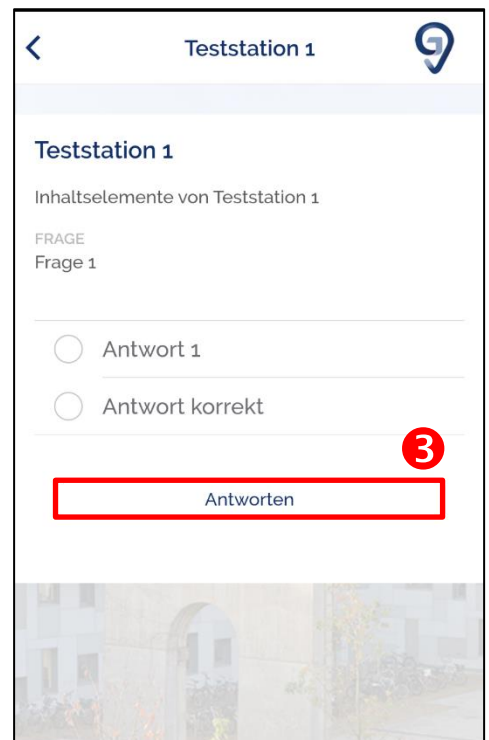 Teststation 1
Teststation 1
Inhaltselemente von Teststation 1
FRAGE
Frage 1
Antwort 1
Antwort korrekt
3
Antworten